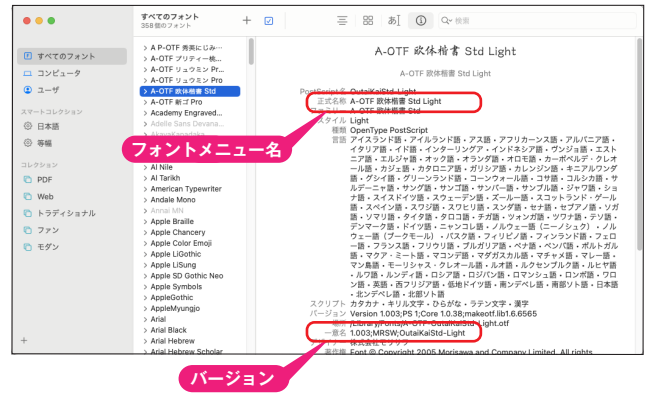 すべてのフォント
358個のフォント
検索
すべてのフォント
コンピュータ
ユーザ
スマートコレクション
日本語
等幅
コレクション
PDF
Web
トラディショナル
ファン
モダン
A P-OTF 秀英にじみ…
A-OTF プリティー桃…
A-OTF リュウミン Pr…
A-OTF リュウミン Pro
A-OTF 欧体楷書 Std
A-OTF 新ゴ Pro
Academy Engraved…
Adelle Sans Devana…
Al Nile
Al Tarikh
American Typewriter
Andale Mono
Annai MN
Apple Braille
Apple Chancery
Apple Color Emoji
Apple LiGothic
Apple LiSung
Apple SD Gothic Neo
Apple Symbols
AppleGothic
AppleMyungjo
Arial
Arial Black
Arial Hebrew
Arial Hebrew Scholar
A-OTF 欧体楷書 Std Light
A-OTF 欧体楷書 Std Light
PostScript名 OutaiKaiStd-Light
正式名称 A-OTF 欧体楷書 Std Light
ファミリー A-OTF 欧体楷書 Std
スタイル Light
種類 OpenType PostScript
言語 アイスランド語・アイルランド語・アス語・アフリカーンス語・アルバニア語・
イタリア語・イド語・インターリングア・インドネシア語・ヴンジョ語・エスト
ニア語・エルジャ語・オック語・オランダ語・オロモ語・カーボベルデ・クレオ
ール語・カジェ語・カタロニア語・ガリシア語・カレンジン語・キニアルワンダ
語・グシイ語・グリーンランド語・コーンウォール語・コサ語・コルシカ語・サ
ルデーニャ語・サング語・サンゴ語・サンバー語・サンブル語・ジャワ語・ショ
ナ語・スイスドイツ語・スウェーデン語・ズールー語・スコットランド・ゲール
語・スペイン語・スワジ語・スワヒリ語・スンダ語・セナ語・セブアノ語・ソガ
語・ソマリ語・タイタ語・タロコ語・チガ語・ツォンガ語・ツワナ語・テソ語・
デンマーク語・ドイツ語・ニャンコレ語・ノルウェー語（ニーノシュク）・ノル
ウェー語（ブークモール）・バスク語・フィリピノ語・フィンランド語・フェロ
ー語・フランス語・フリウリ語・ブルガリア語・ベナ語・ベンバ語・ポルトガル
語・マクア・ミート語・マコンデ語・マダガスカル語・マチャメ語・マレー語・
マン島語・モーリシャス・クレオール語・ルオ語・ルクセンブルク語・ルヒヤ語
・ルワ語・ルンディ語・ロシア語・ロジバン語・ロマンシュ語・ロンボ語・ワロ
ン語・英語・西フリジア語・低地ドイツ語・南ンデベレ語・南部ソト語・日本語
・北ンデベレ語・北部ソト語
スクリプト カタカナ・キリル文字・ひらがな・ラテン文字・漢字
バージョン Version 1.003;PS 1;Core 1.0.38;makeotf.lib1.6.6565
場所 /Library/Fonts/A-OTF-OutaiKaiStd-Light.otf
一意名 1.003;MRSW;OutaiKaiStd-Light
株式会社モリサワ
著作権 Font © Copyright 2005 Morisawa and Company Limited. All rights
フォントメニュー名
バージョン